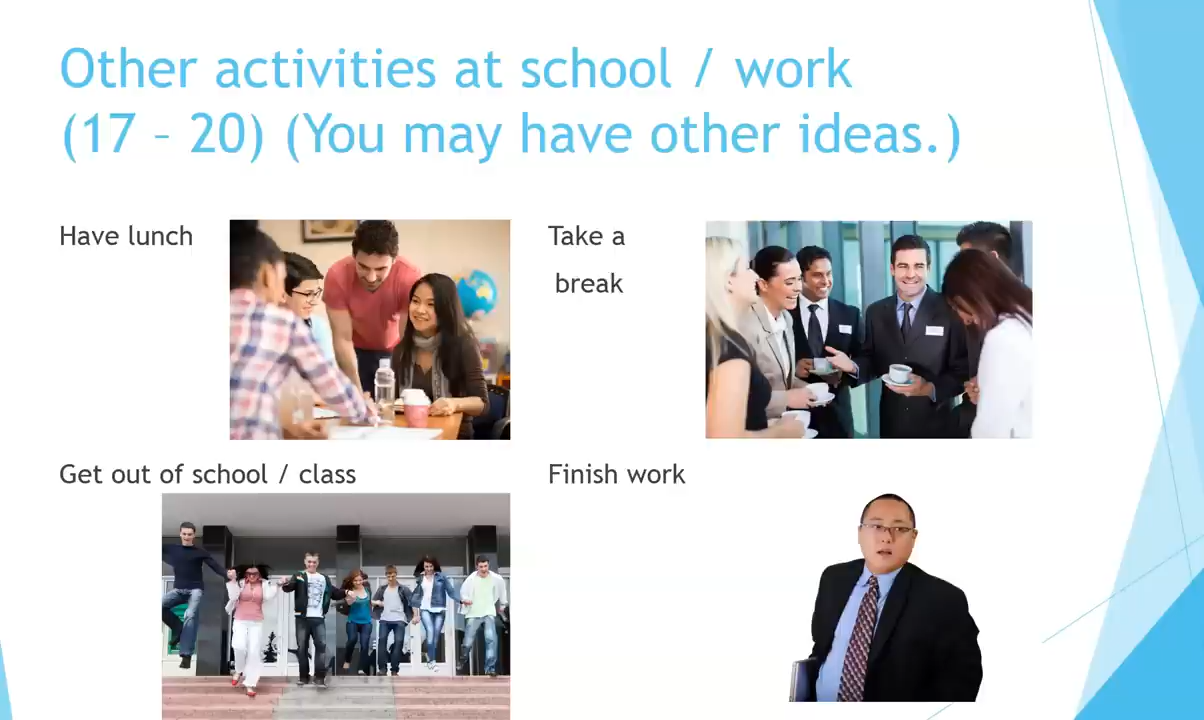 Other activities at school / work
(17 – 20) (You may have other ideas.)
Have lunch
Take a
break
Get out of school / class
Finish work